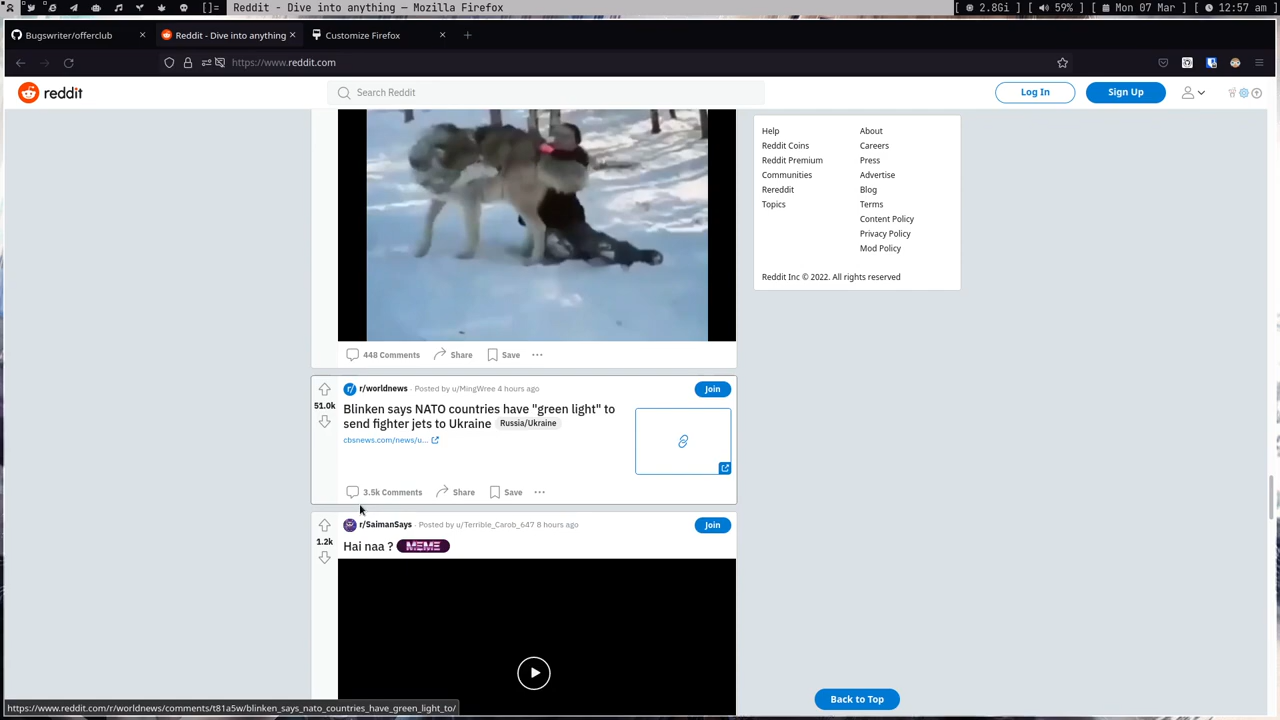 []= Reddit - Dive into anything — Mozilla Firefox [ 2.86i ] [ 59% ] [ Mon 07 Mar ] [ 12:57 am ]
Bugswriter/offerclub Reddit - Dive into anything Customize Firefox
https://www.reddit.com
reddit Search Reddit Log In Sign Up
Help About
Reddit Coins Careers
Reddit Premium Press
Communities Advertise
Rereddit Blog
Topics Terms
Content Policy
Privacy Policy
Mod Policy
Reddit Inc © 2022. All rights reserved
448 Comments Share Save
r/worldnews · Posted by u/MingWree 4 hours ago Join
51.0k
Blinken says NATO countries have "green light" to
send fighter jets to Ukraine Russia/Ukraine
cbsnews.com/news/u...
3.5k Comments Share Save
r/SaimanSays · Posted by u/Terrible_Carob_647 8 hours ago Join
1.2k
Hai naa ? MEME
Back to Top
https://www.reddit.com/r/worldnews/comments/t81a5w/blinken_says_nato_countries_have_green_light_to/